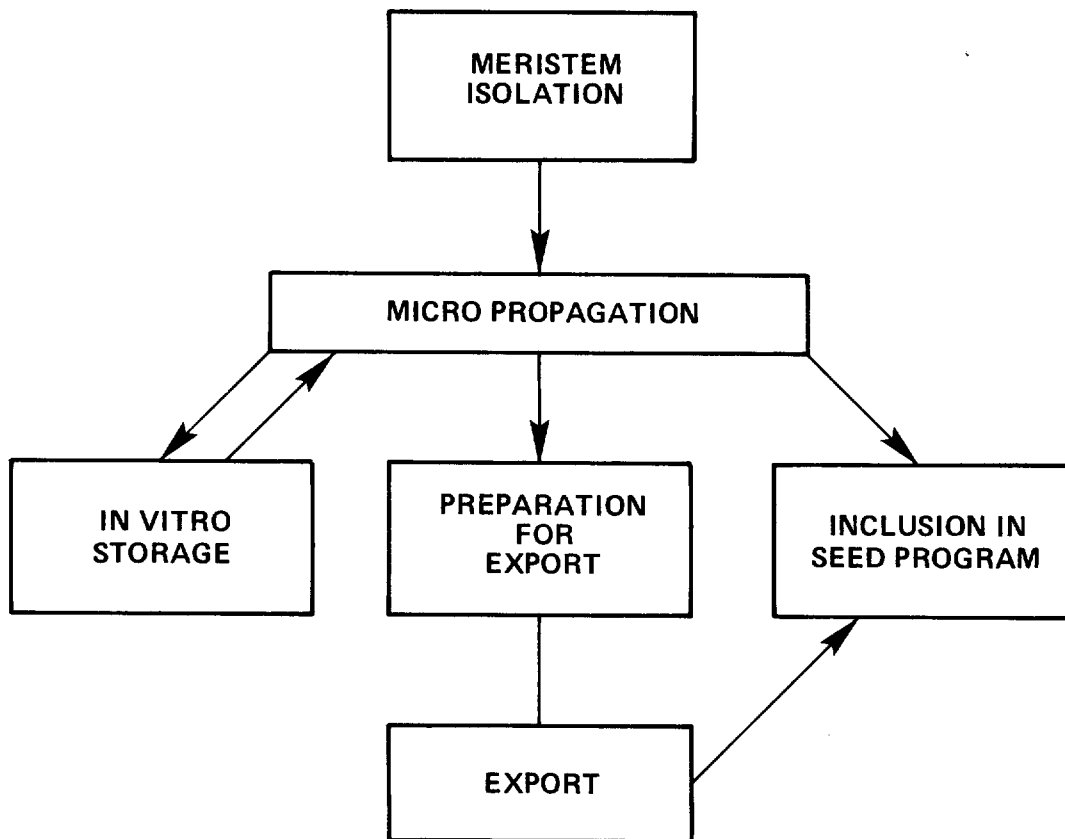 MERISTEM
ISOLATION
MICRO PROPAGATION
IN VITRO
STORAGE
PREPARATION
FOR
EXPORT
INCLUSION IN
SEED PROGRAM
EXPORT